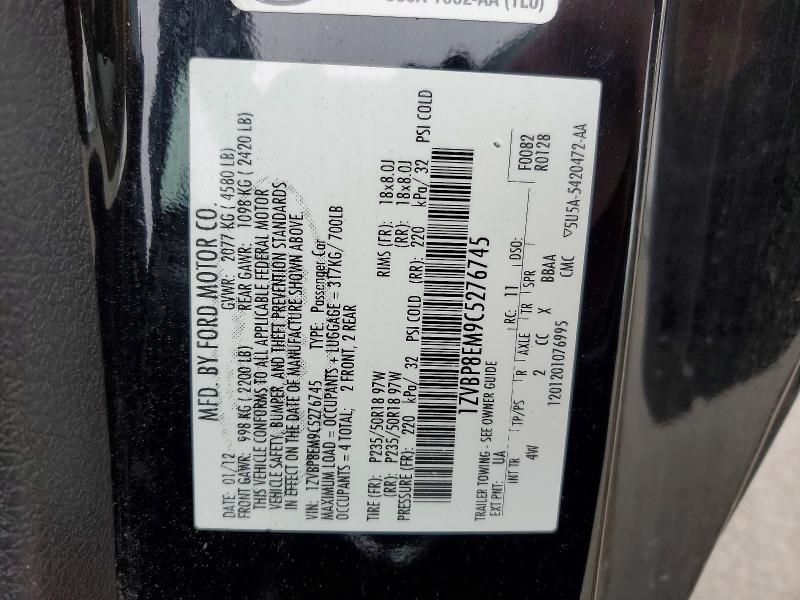 MFD. BY FORD MOTOR CO.
DATE: 01/12 GVWR: 2077 KG ( 4580 LB)
FRONT GAWR: 998 KG ( 2200 LB) REAR GAWR: 1098 KG ( 2420 LB)
THIS VEHICLE CONFORMS TO ALL APPLICABLE FEDERAL MOTOR
VEHICLE SAFETY, BUMPER, AND THEFT PREVENTION STANDARDS
IN EFFECT ON THE DATE OF MANUFACTURE SHOWN ABOVE.
VIN: 1ZVBP8EM9C5276745 TYPE: Passenger Car
MAXIMUM LOAD = OCCUPANTS + LUGGAGE = 317KG / 700LB
OCCUPANTS = 4 TOTAL; 2 FRONT, 2 REAR
TIRE (FR): P235/50R18 97W RIMS (FR): 18x8.0J
(RR): P235/50R18 97W (RR): 18x8.0J
PRESSURE (FR): 220 kPa/ 32 PSI COLD (RR): 220 kPa/ 32 PSI COLD
1ZVBP8EM9C5276745
TRAILER TOWING - SEE OWNER GUIDE
EXT PNT: UA RC: 11 DSO: F0082
R0128
INT TR TP/PS R AXLE TR SPR
4W 2 CC X BBAA
1201201076995 CMC ▽5U5A-5420472-AA